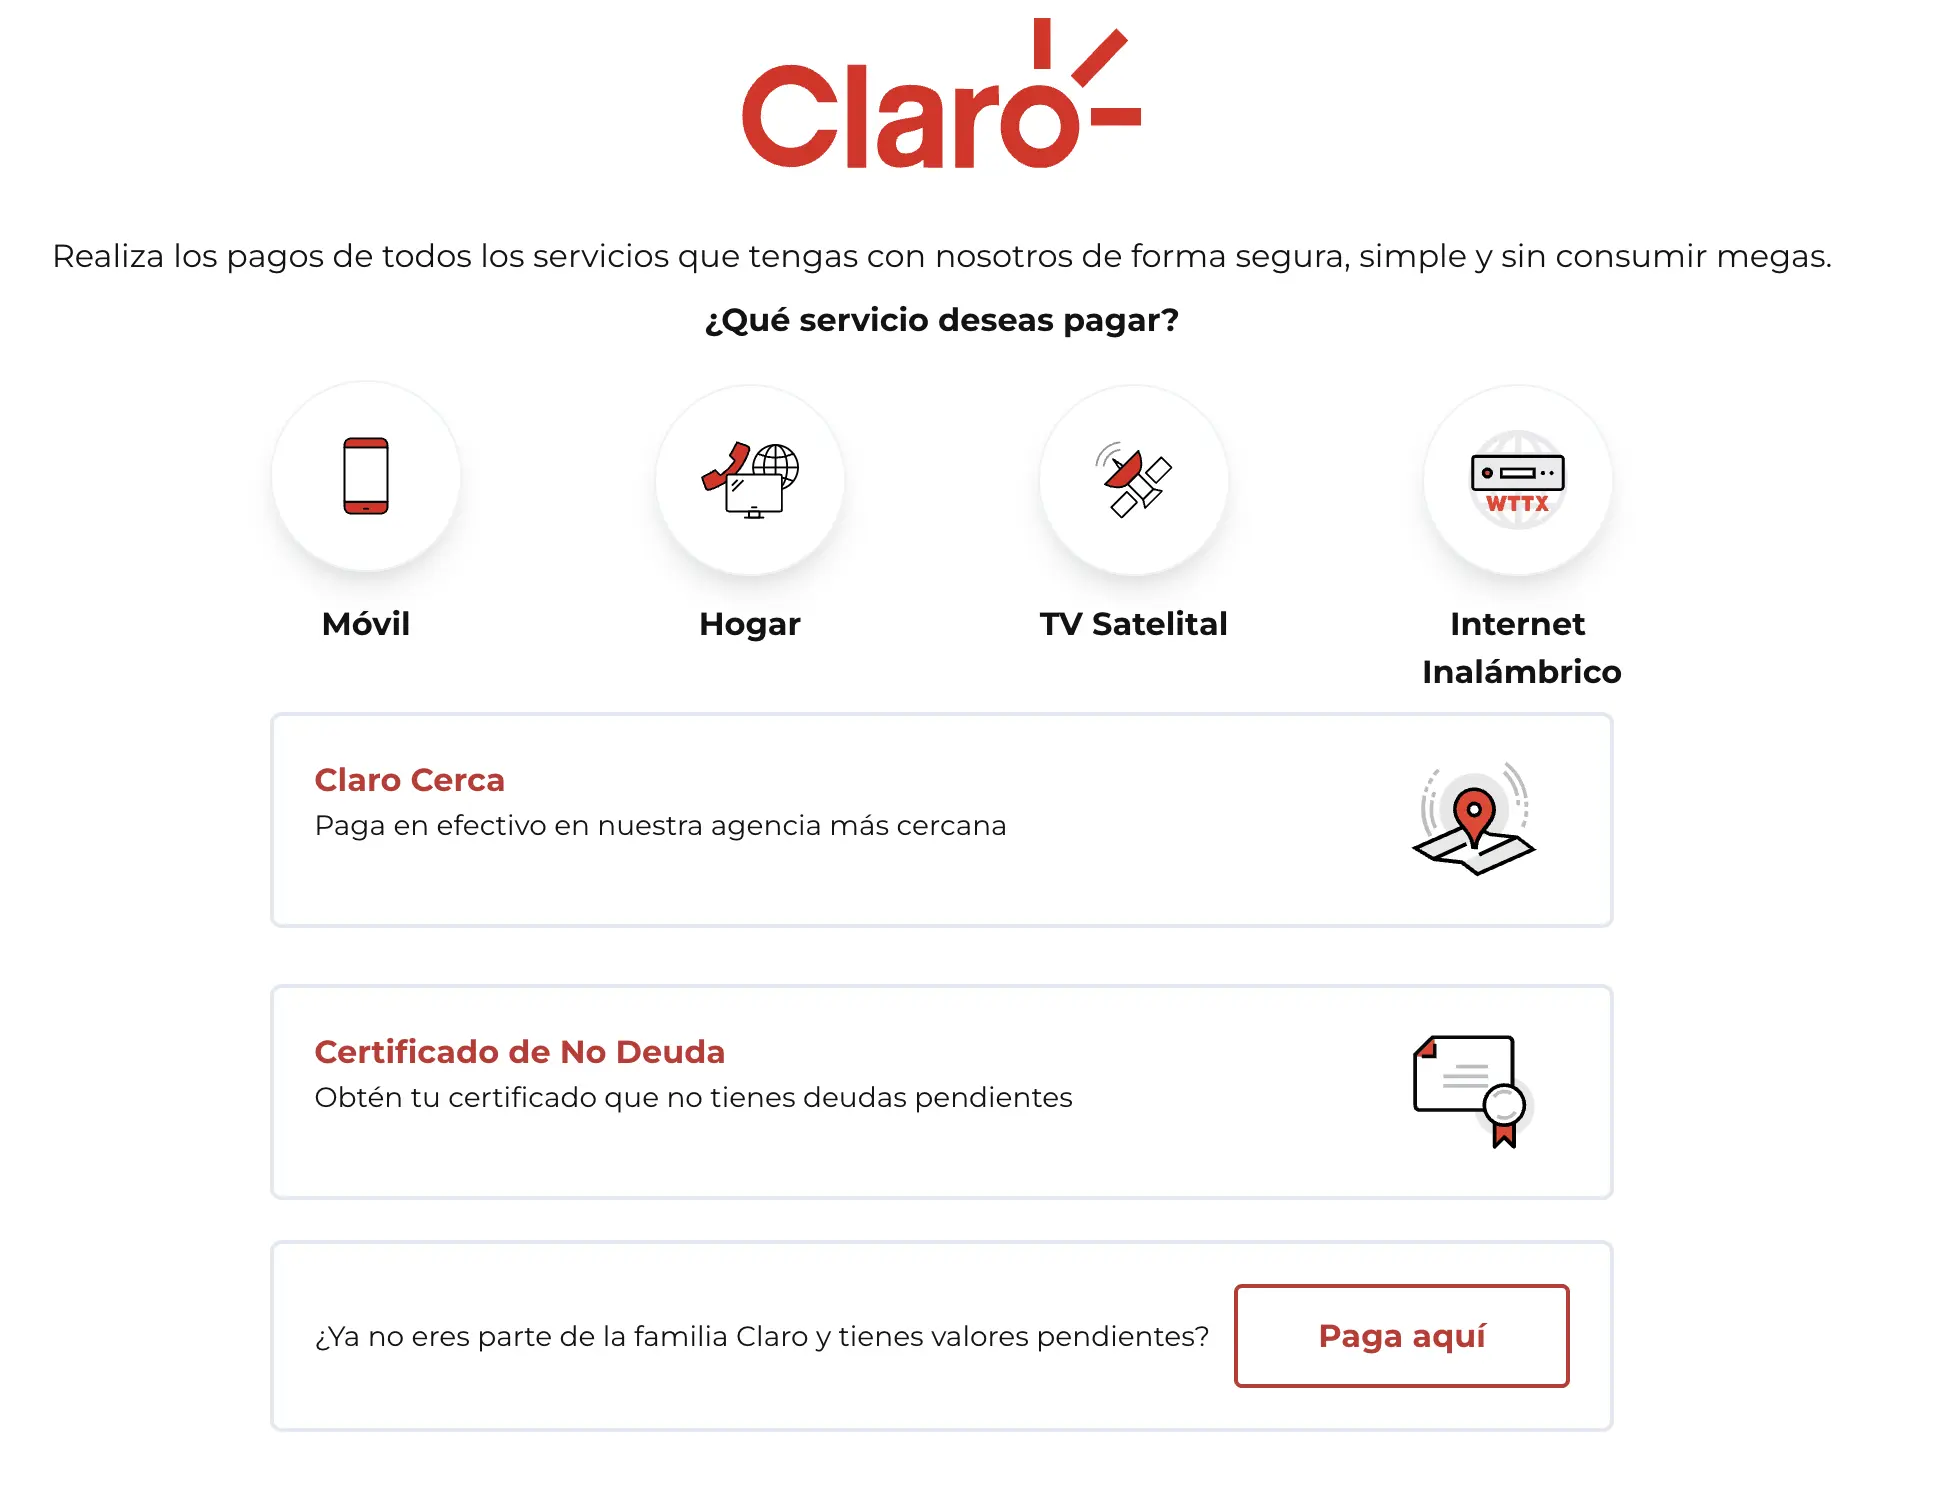 Claro
Realiza los pagos de todos los servicios que tengas con nosotros de forma segura, simple y sin consumir megas.
¿Qué servicio deseas pagar?
WTTX
Móvil
Hogar
TV Satelital
Internet
Inalámbrico
Claro Cerca
Paga en efectivo en nuestra agencia más cercana
Certificado de No Deuda
Obtén tu certificado que no tienes deudas pendientes
¿Ya no eres parte de la familia Claro y tienes valores pendientes?
Paga aquí